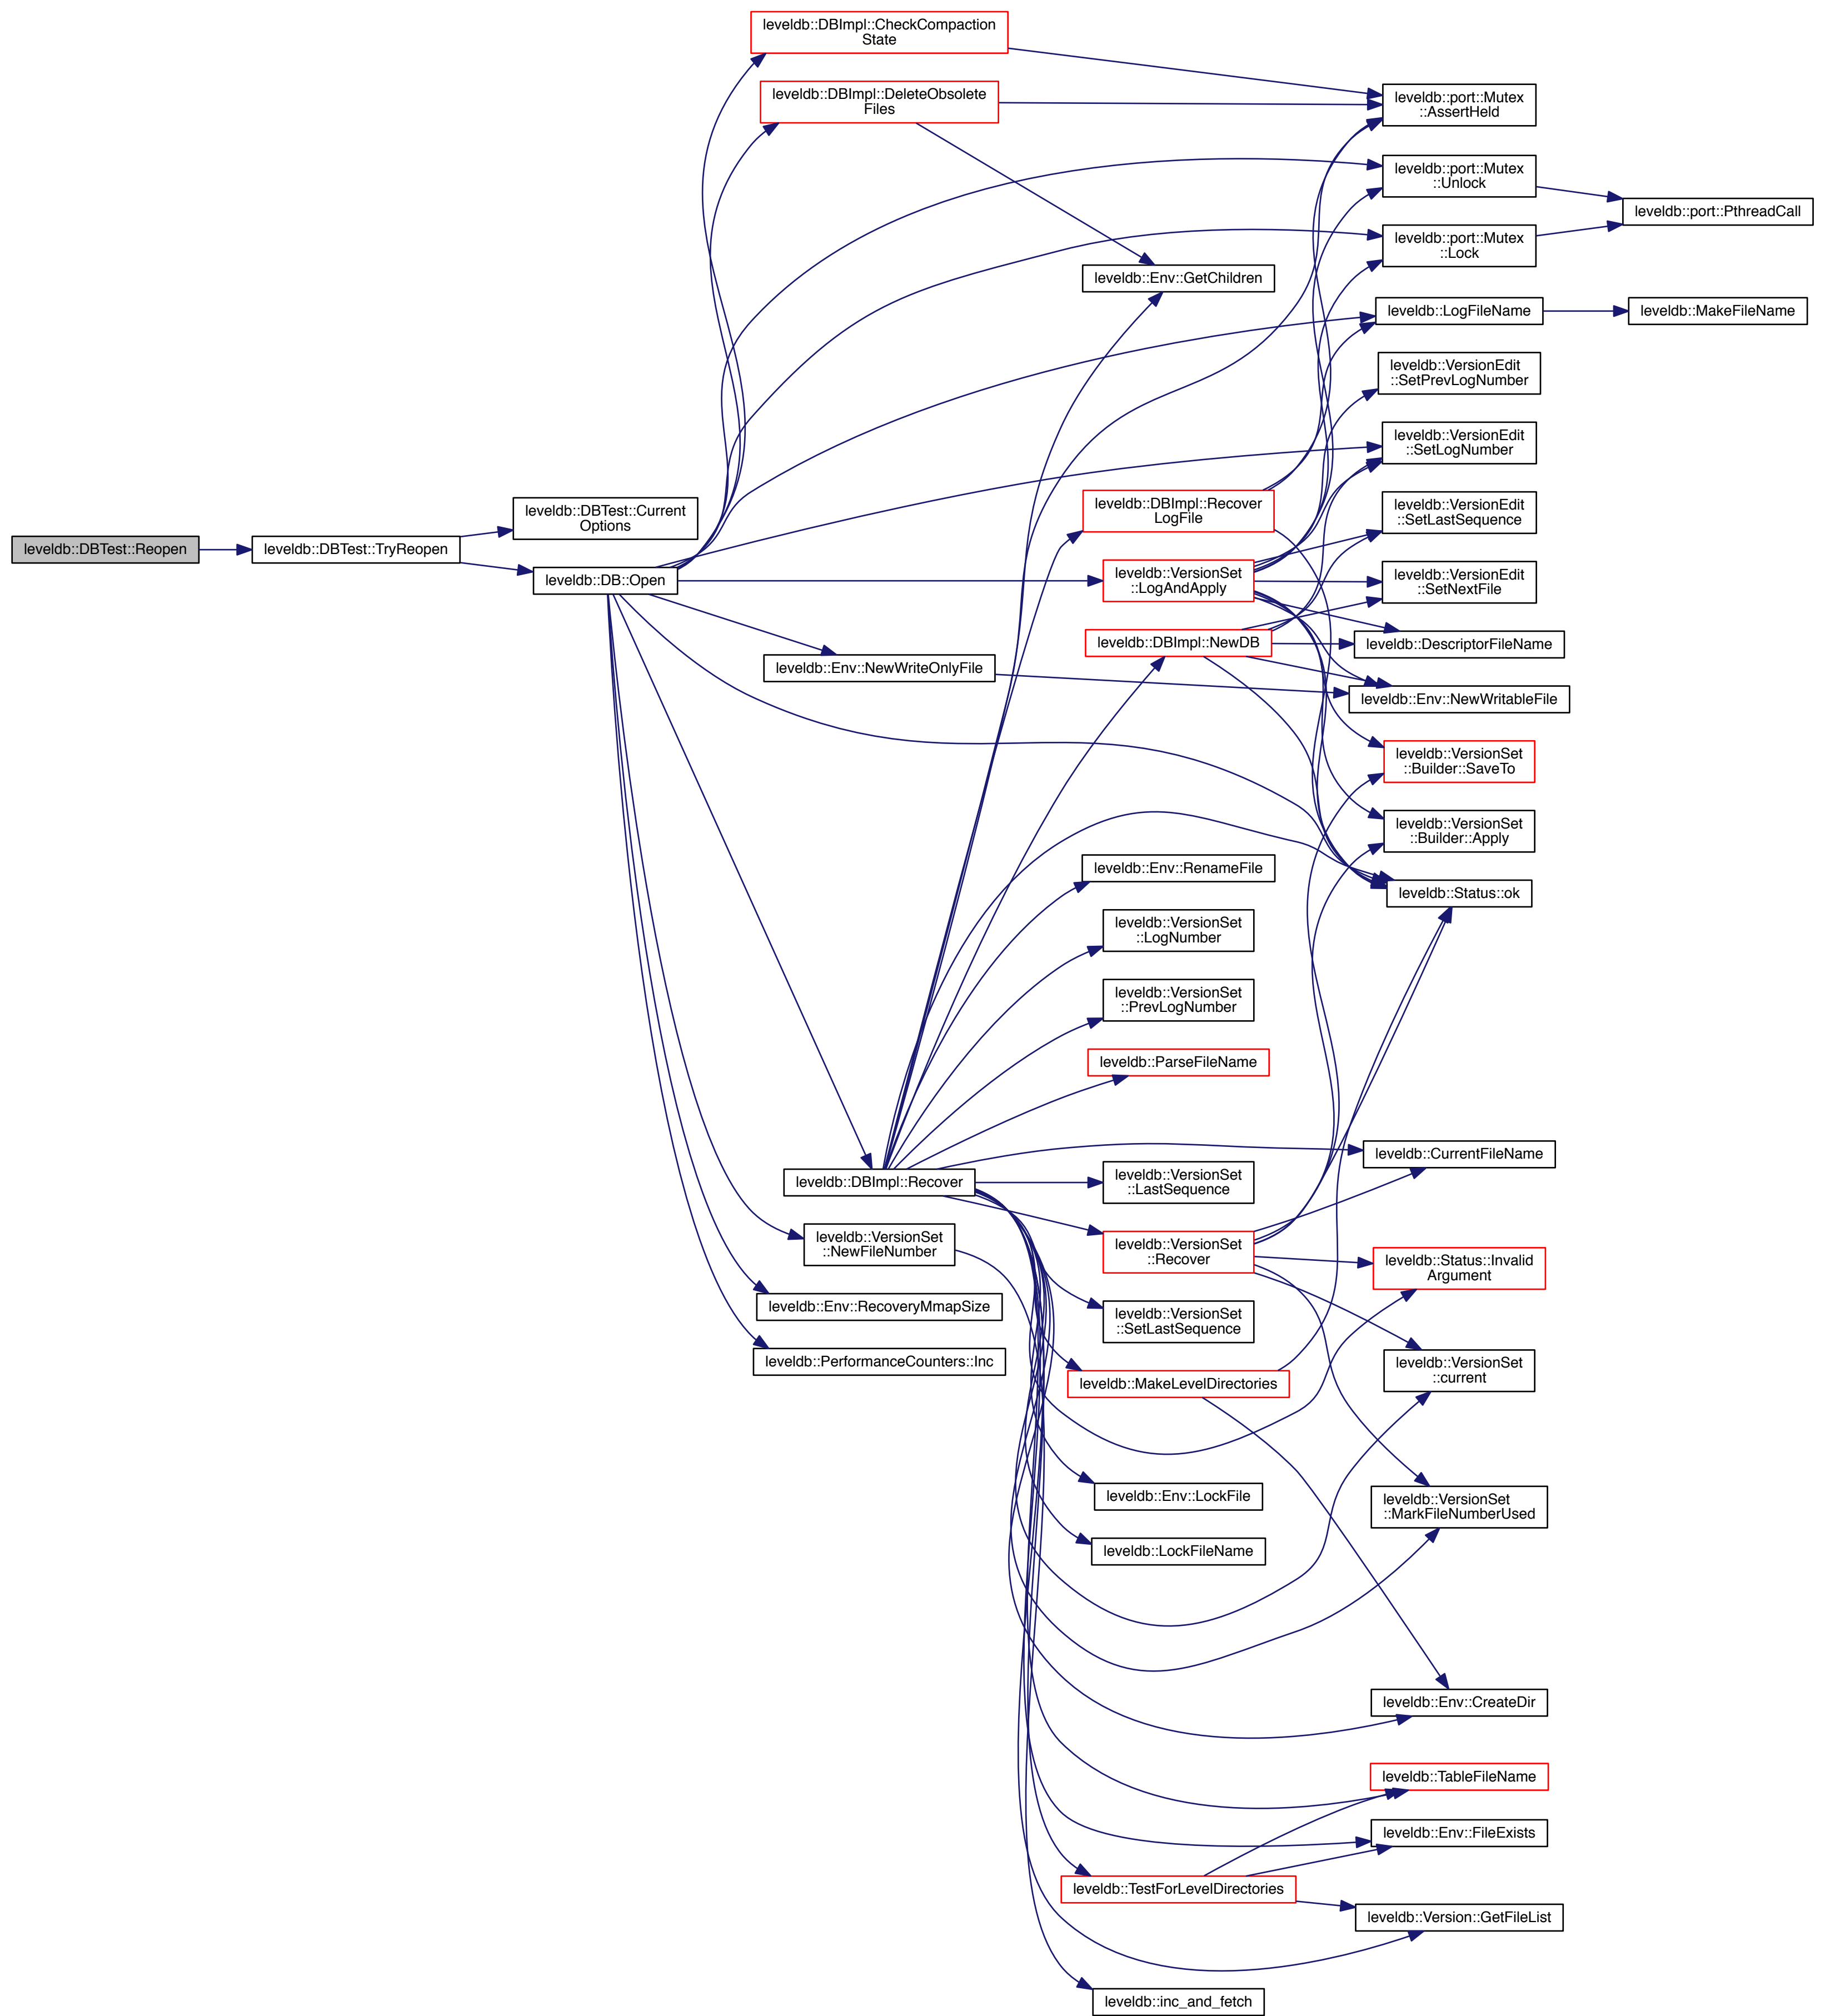 leveldb::DBTest::Reopen
leveldb::DBTest::TryReopen
leveldb::DBTest::Current
Options
leveldb::DB::Open
leveldb::DBImpl::CheckCompaction
State
leveldb::DBImpl::DeleteObsolete
Files
leveldb::Env::NewWriteOnlyFile
leveldb::DBImpl::Recover
leveldb::VersionSet
::NewFileNumber
leveldb::Env::RecoveryMmapSize
leveldb::PerformanceCounters::Inc
leveldb::Env::GetChildren
leveldb::DBImpl::Recover
LogFile
leveldb::VersionSet
::LogAndApply
leveldb::DBImpl::NewDB
leveldb::Env::RenameFile
leveldb::VersionSet
::LogNumber
leveldb::VersionSet
::PrevLogNumber
leveldb::ParseFileName
leveldb::VersionSet
::LastSequence
leveldb::VersionSet
::Recover
leveldb::VersionSet
::SetLastSequence
leveldb::MakeLevelDirectories
leveldb::Env::LockFile
leveldb::LockFileName
leveldb::TestForLevelDirectories
leveldb::inc_and_fetch
leveldb::port::Mutex
::AssertHeld
leveldb::port::Mutex
::Unlock
leveldb::port::Mutex
::Lock
leveldb::LogFileName
leveldb::VersionEdit
::SetPrevLogNumber
leveldb::VersionEdit
::SetLogNumber
leveldb::VersionEdit
::SetLastSequence
leveldb::VersionEdit
::SetNextFile
leveldb::DescriptorFileName
leveldb::Env::NewWritableFile
leveldb::VersionSet
::Builder::SaveTo
leveldb::VersionSet
::Builder::Apply
leveldb::Status::ok
leveldb::CurrentFileName
leveldb::Status::Invalid
Argument
leveldb::VersionSet
::current
leveldb::VersionSet
::MarkFileNumberUsed
leveldb::Env::CreateDir
leveldb::TableFileName
leveldb::Env::FileExists
leveldb::Version::GetFileList
leveldb::port::PthreadCall
leveldb::MakeFileName